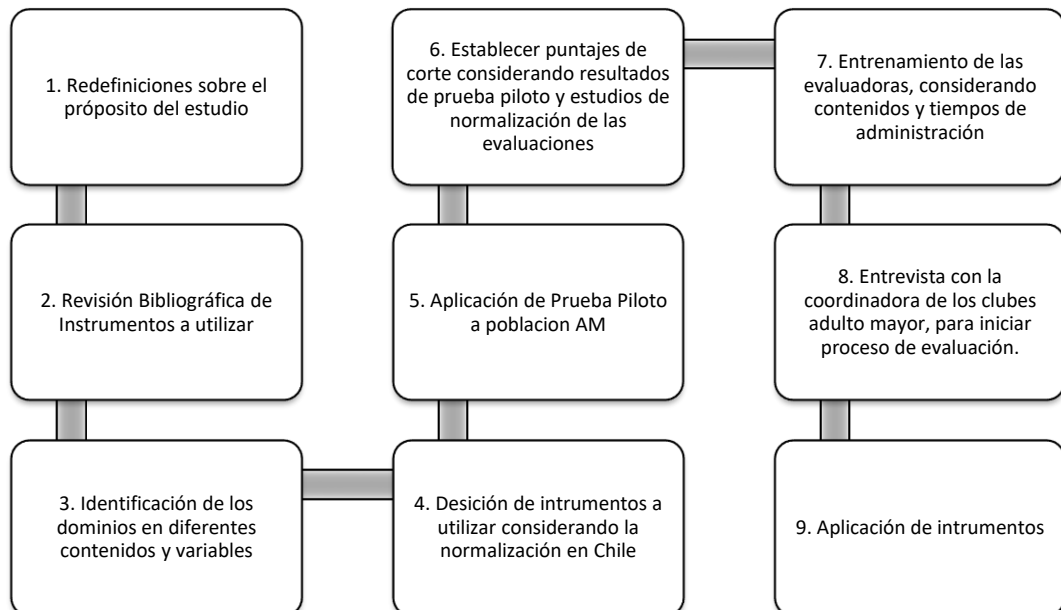 1. Redefiniciones sobre el
próposito del estudio
2. Revisión Bibliográfica de
Instrumentos a utilizar
3. Identificación de los
dominios en diferentes
contenidos y variables
4. Desición de intrumentos a
utilizar considerando la
normalización en Chile
5. Aplicación de Prueba Piloto
a poblacion AM
6. Establecer puntajes de
corte considerando resultados
de prueba piloto y estudios de
normalización de las
evaluaciones
7. Entrenamiento de las
evaluadoras, considerando
contenidos y tiempos de
administración
8. Entrevista con la
coordinadora de los clubes
adulto mayor, para iniciar
proceso de evaluación.
9. Aplicación de intrumentos